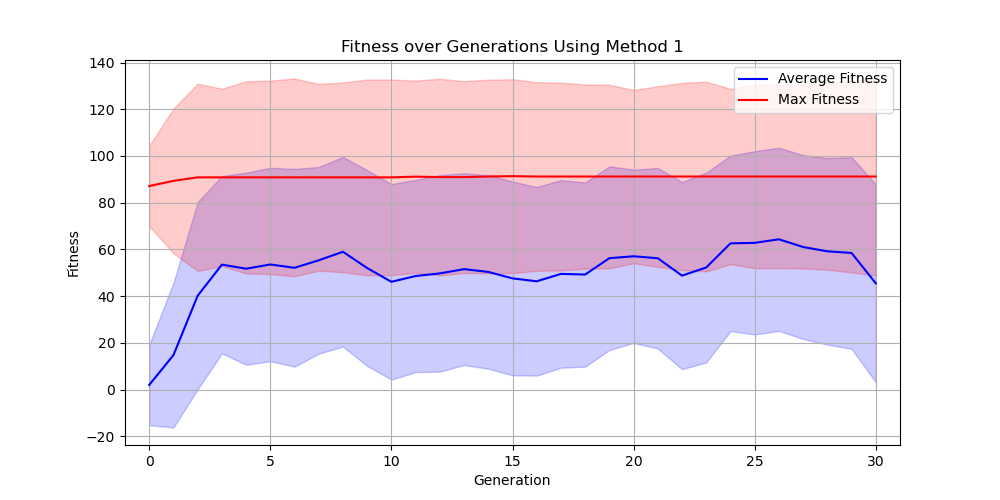 Fitness over Generations Using Method 1
140
120
100
80
60
40
20
0
−20
Fitness
Average Fitness
Max Fitness
0 5 10 15 20 25 30
Generation